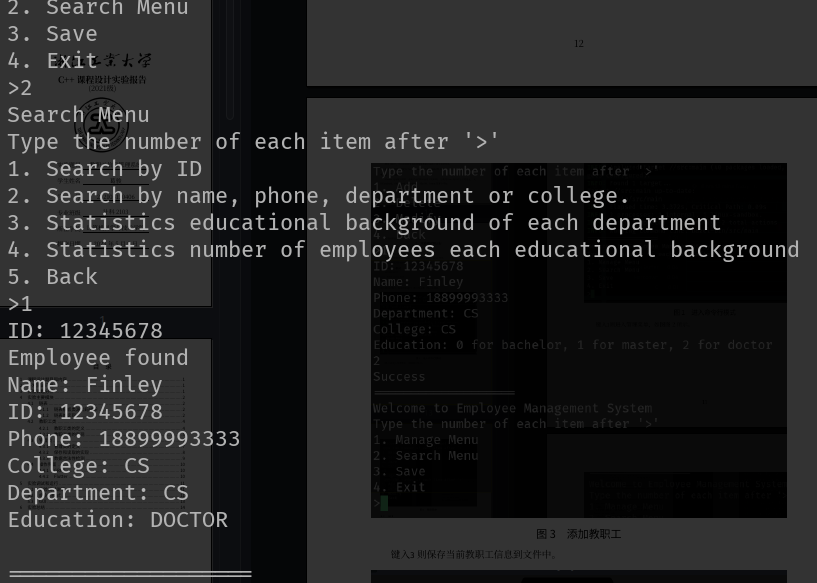 2. Search Menu
3. Save
4. Exit
>2
Search Menu
Type the number of each item after '>'
1. Search by ID
2. Search by name, phone, department or college.
3. Statistics educational background of each department
4. Statistics number of employees each educational background
5. Back
>1
ID: 12345678
Employee found
Name: Finley
ID: 12345678
Phone: 18899993333
College: CS
Department: CS
Education: DOCTOR
C++ 课程设计实验报告
(2021级)
12
Type the number of each item after '>'
1. Add
ID: 12345678
Name: Finley
Phone: 18899993333
Department: CS
College: CS
Education: 0 for bachelor, 1 for master, 2 for doctor
2
Success
Welcome to Employee Management System
Type the number of each item after '>'
1. Manage Menu
2. Search Menu
3. Save
4. Exit
>
图 3 添加教职工
键入3 则保存当前教职工信息到文件中。